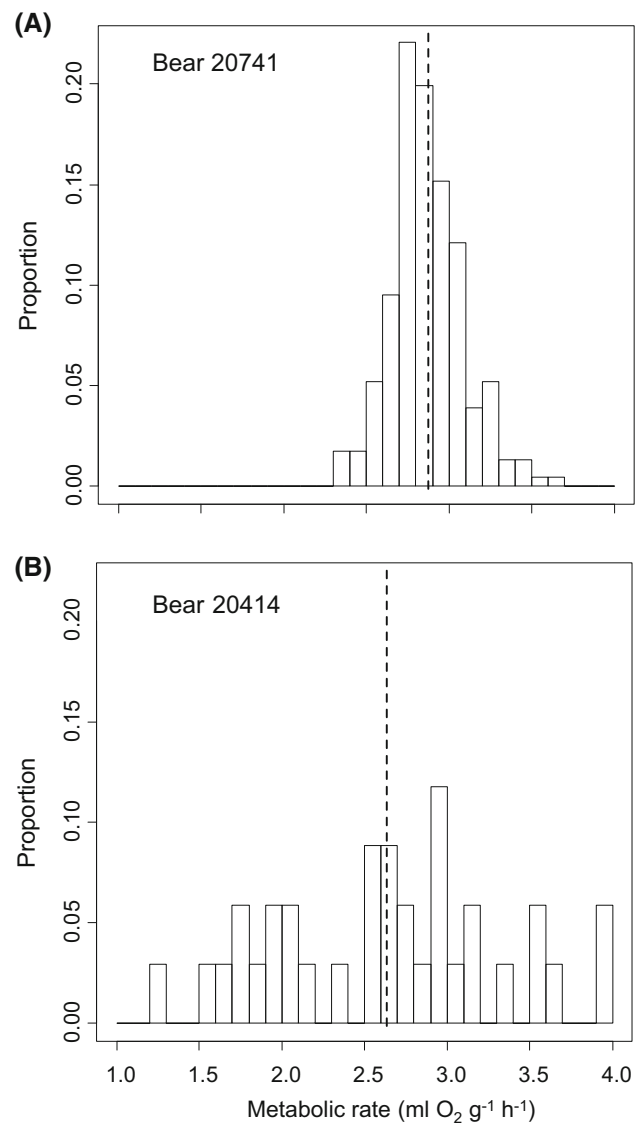 (A)
Bear 20741
Proportion
0.20
0.15
0.10
0.05
0.00
(B)
Bear 20414
Proportion
0.20
0.15
0.10
0.05
0.00
1.0 1.5 2.0 2.5 3.0 3.5 4.0
Metabolic rate (ml O₂ g⁻¹ h⁻¹)